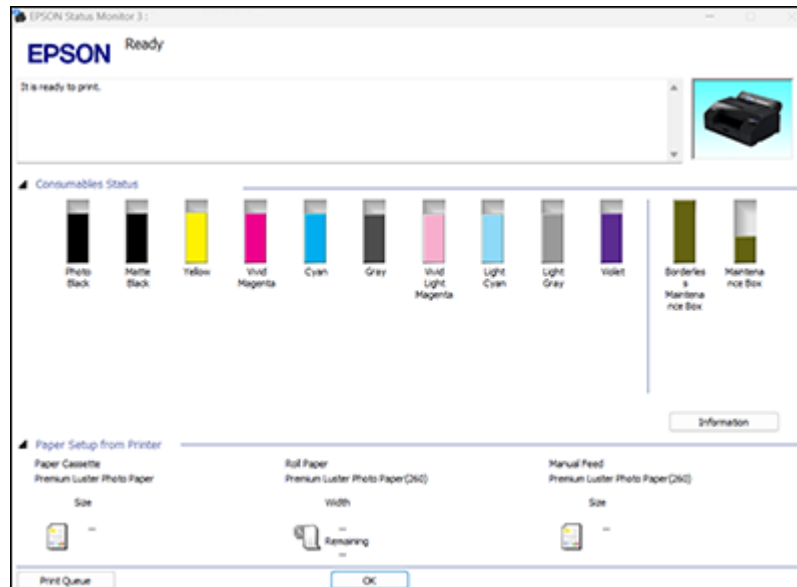 EPSON Status Monitor 3 :
EPSON
Ready
It is ready to print.
Consumables Status
Photo
Black
Matte
Black
Yellow
Vivid
Magenta
Cyan
Gray
Vivid
Light
Magenta
Light
Cyan
Light
Gray
Violet
Borderles
s
Maintena
nce Box
Maintena
nce Box
Information
Paper Setup from Printer
Paper Cassette
Premium Luster Photo Paper
Size
--
Roll Paper
Premium Luster Photo Paper(260)
Width
--
Remaining
--
Manual Feed
Premium Luster Photo Paper(260)
Size
--
Print Queue
OK